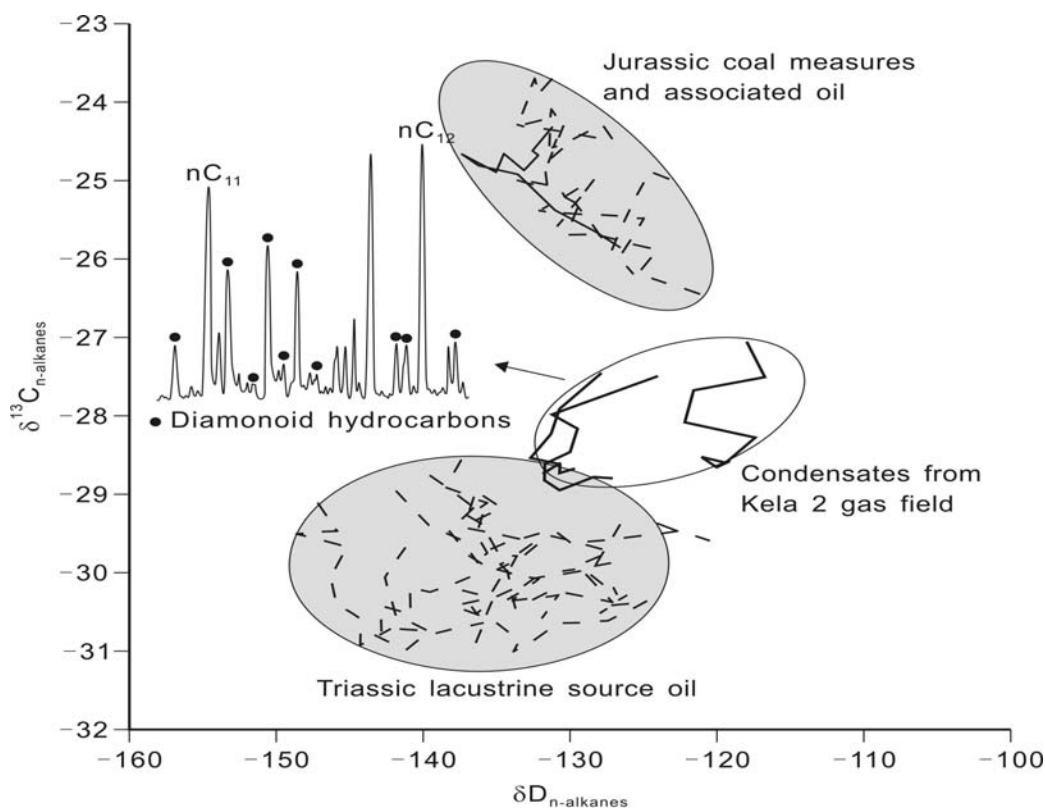 −23
−24
−25
−26
−27
−28
−29
−30
−31
−32
δ¹³C n-alkanes
Jurassic coal measures
and associated oil
nC₁₂
nC₁₁
Diamonoid hydrocarbons
Condensates from
Kela 2 gas field
Triassic lacustrine source oil
−160 −150 −140 −130 −120 −110 −100
δD n-alkanes